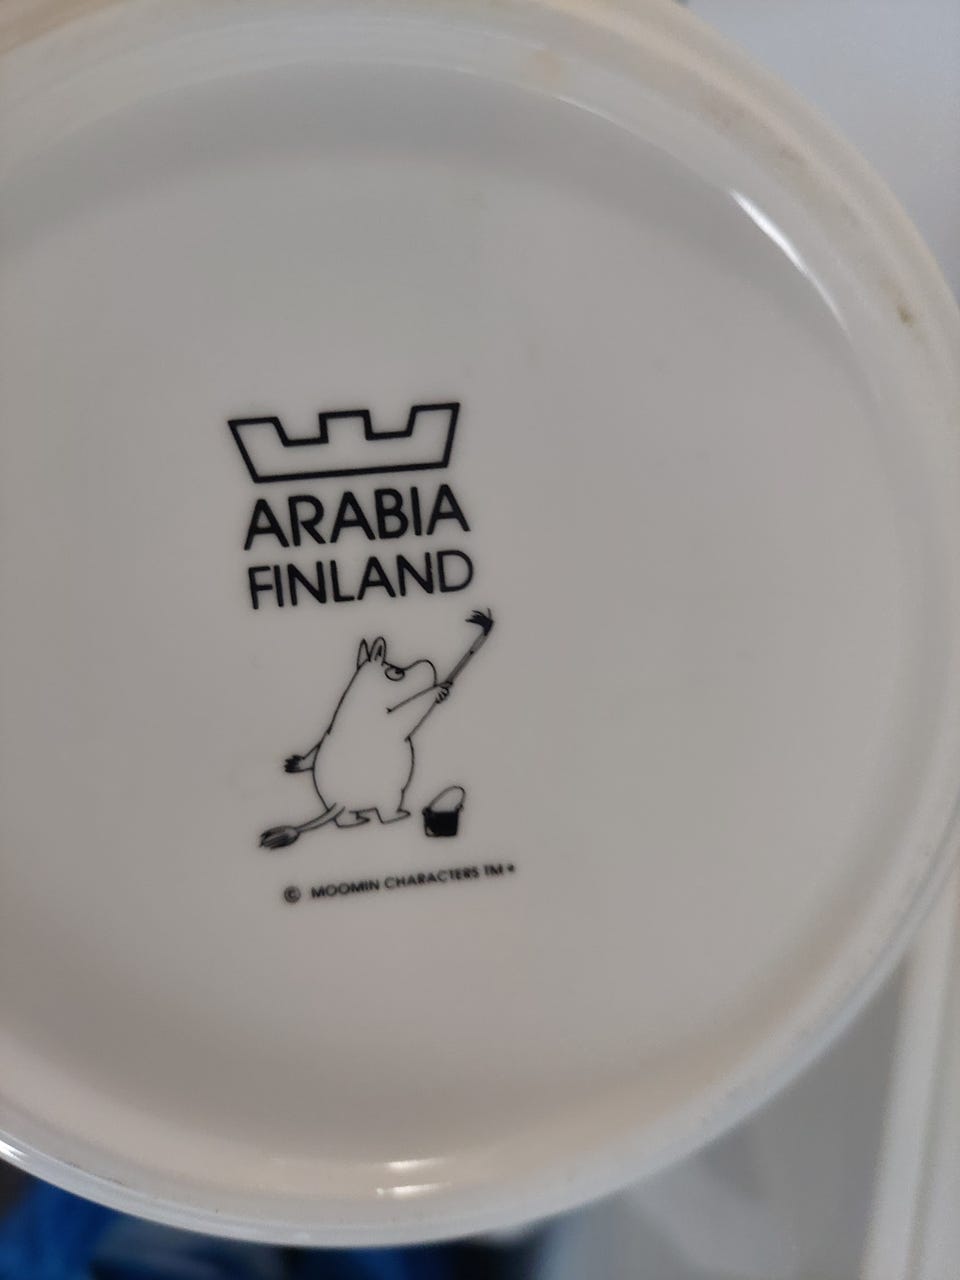 ARABIA
FINLAND
© MOOMIN CHARACTERS TM*